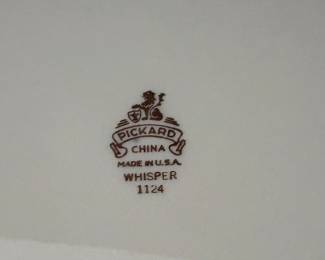 PICKARD
CHINA
MADE IN U.S.A.
WHISPER
1124